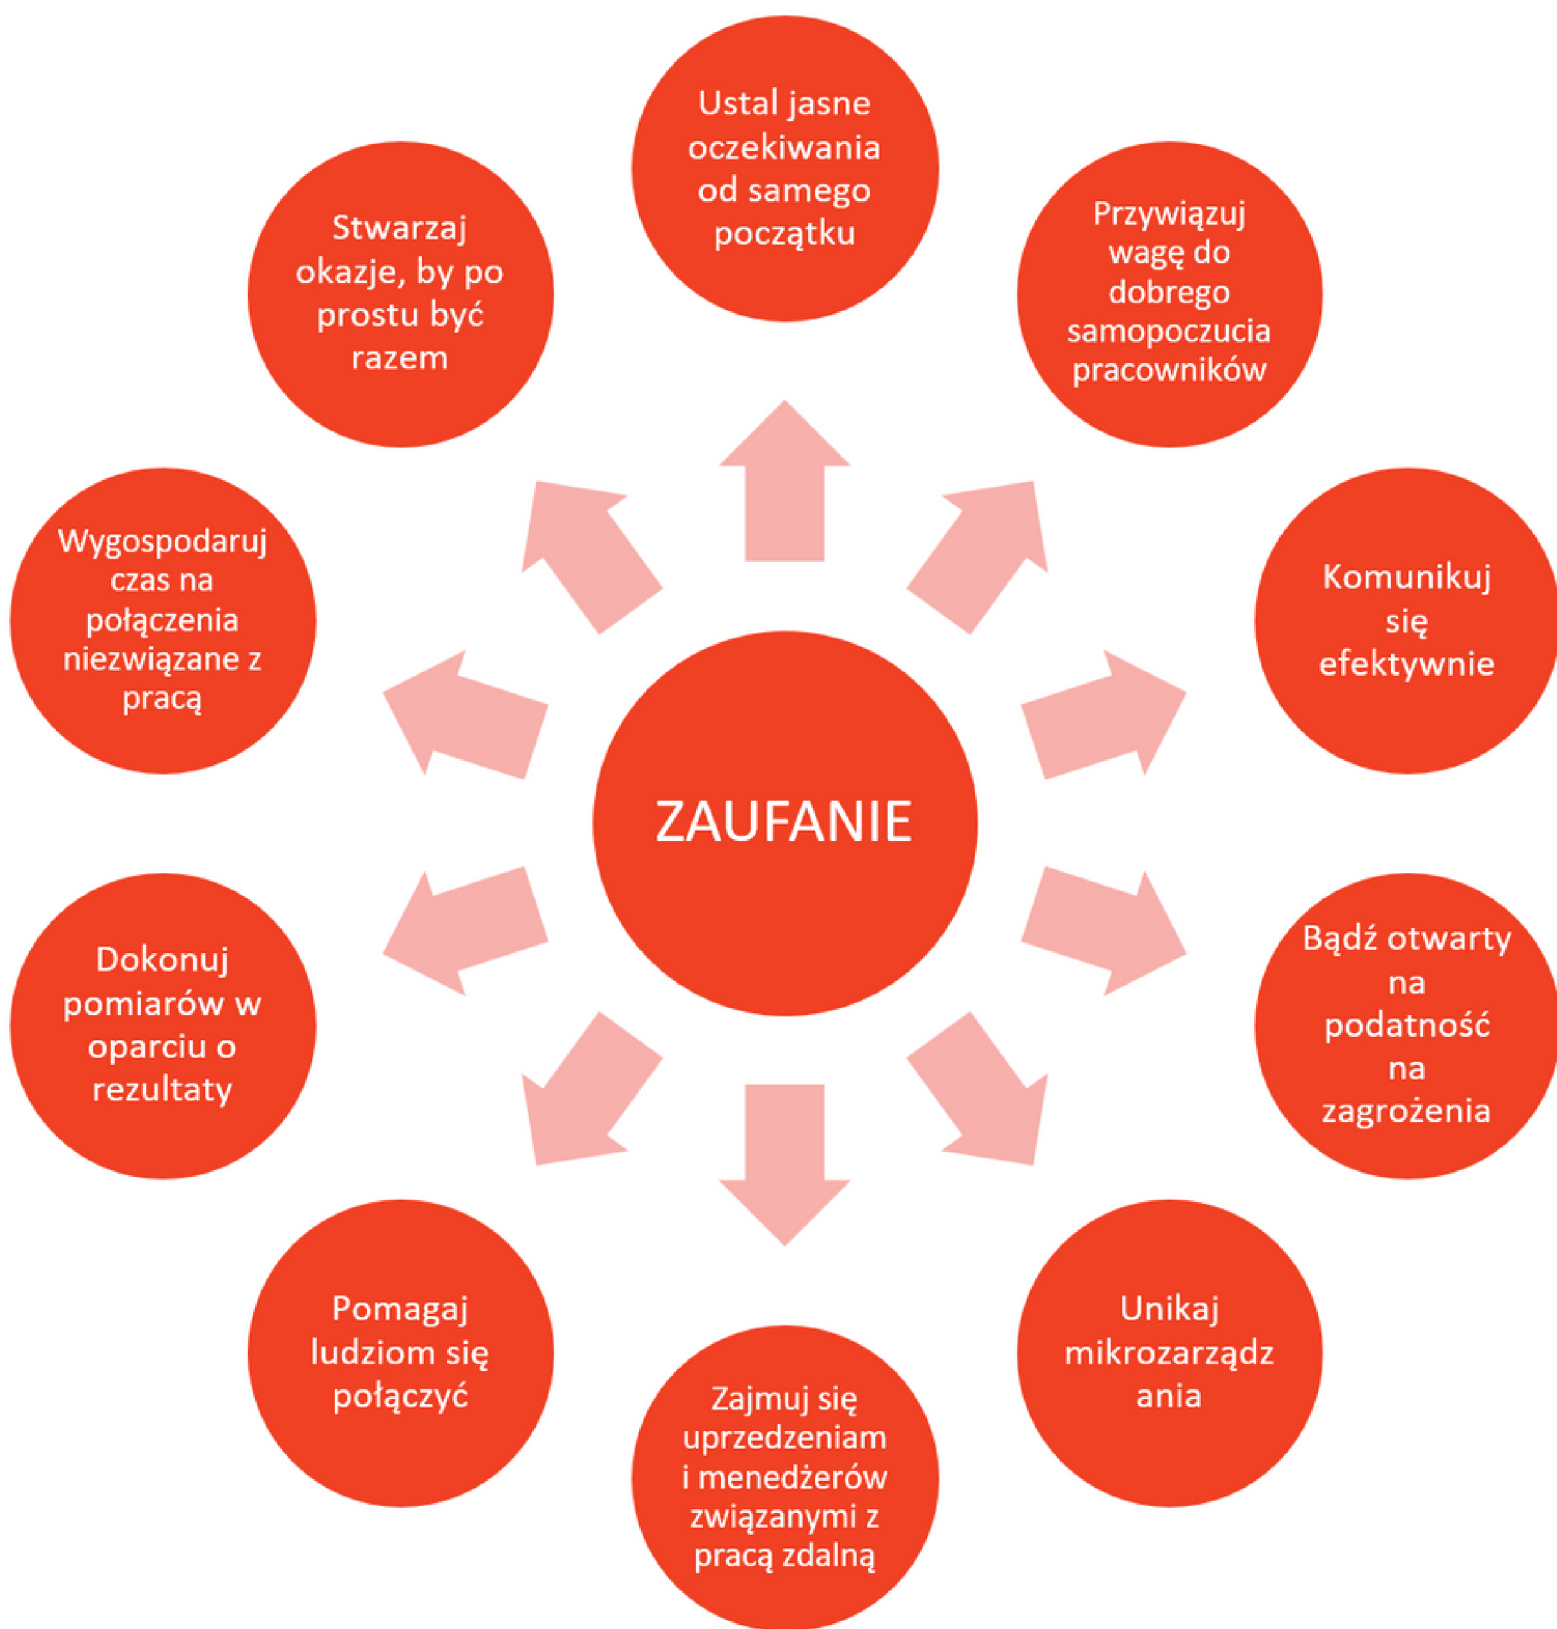 Ustal jasne
oczekiwania
od samego
początku
Przywiązuj
wagę do
dobrego
samopoczucia
pracowników
Komunikuj
się
efektywnie
Bądź otwarty
na
podatność
na
zagrożenia
Unikaj
mikrozarządz
ania
Zajmuj się
uprzedzeniam
i menedżerów
związanymi z
pracą zdalną
Pomagaj
ludziom się
połączyć
Dokonuj
pomiarów w
oparciu o
rezultaty
Wygospodaruj
czas na
połączenia
niezwiązane z
pracą
Stwarzaj
okazje, by po
prostu być
razem
ZAUFANIE